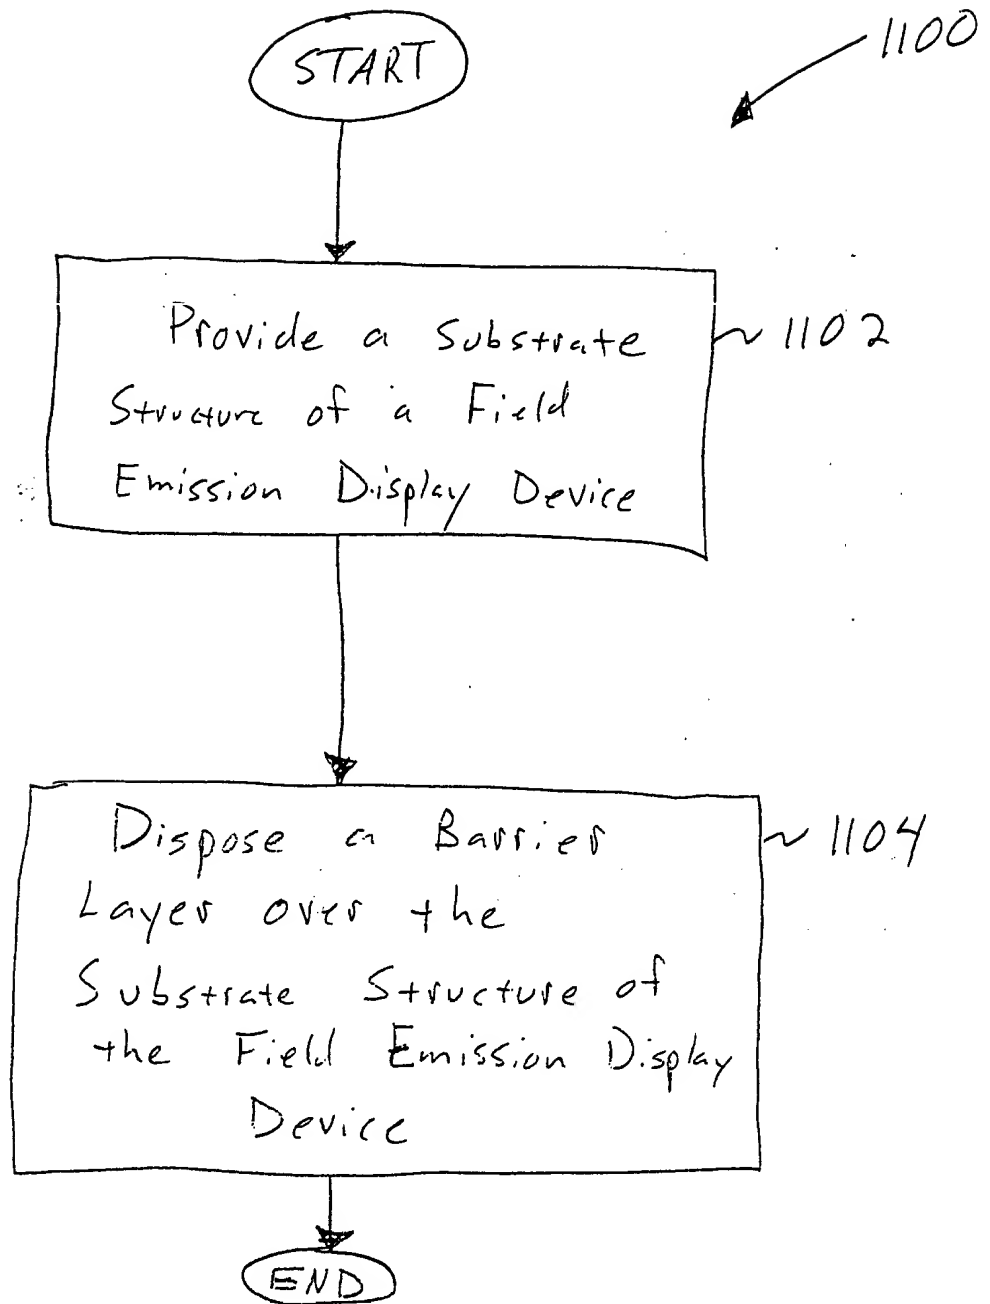 START
1100
Provide a Substrate
Structure of a Field
Emission Display Device
~ 1102
Dispose a Barrier
Layer over the
Substrate Structure of
the Field Emission Display
Device
~ 1104
END